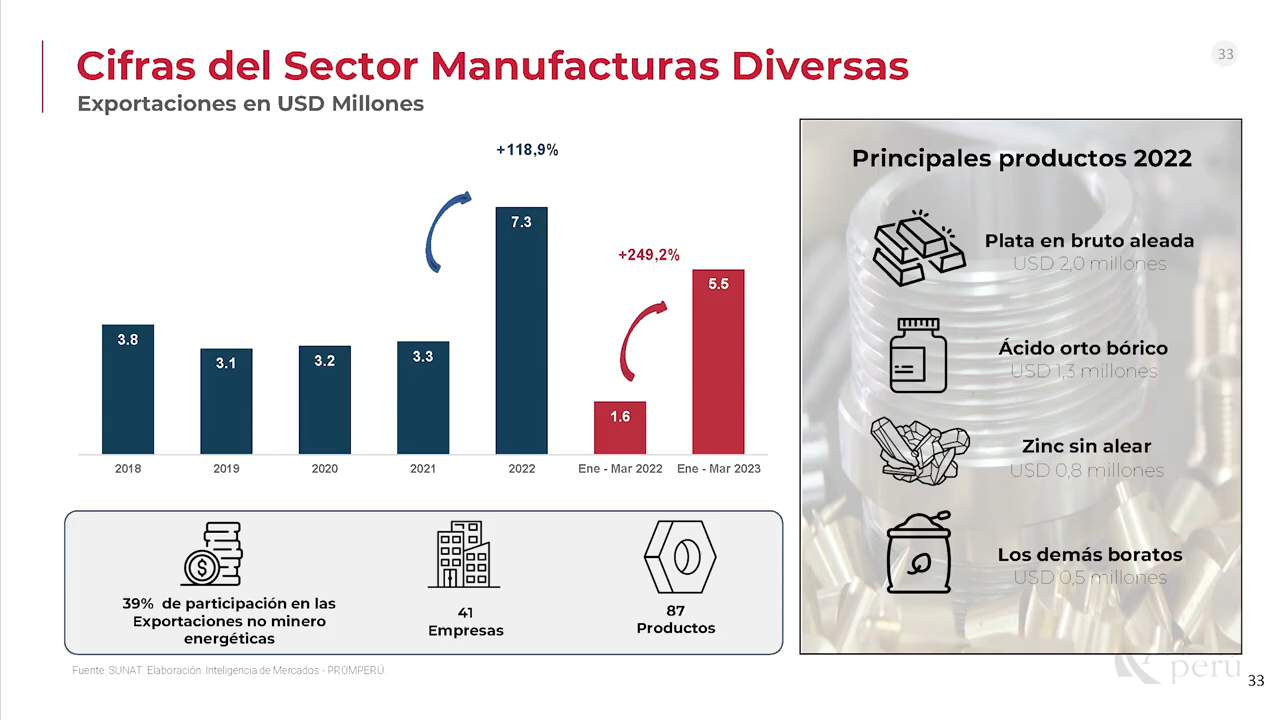 Cifras del Sector Manufacturas Diversas
33
Exportaciones en USD Millones
+118,9%
7.3
+249,2%
5.5
3.8
3.1
3.2
3.3
1.6
2018
2019
2020
2021
2022
Ene - Mar 2022
Ene - Mar 2023
Principales productos 2022
Plata en bruto aleada
USD 2,0 millones
Ácido orto bórico
USD 1,3 millones
Zinc sin alear
USD 0,8 millones
Los demás boratos
USD 0,5 millones
$
39% de participación en las
Exportaciones no minero
energéticas
41
Empresas
87
Productos
Fuente: SUNAT. Elaboración: Inteligencia de Mercados - PROMPERÚ.
perú
33